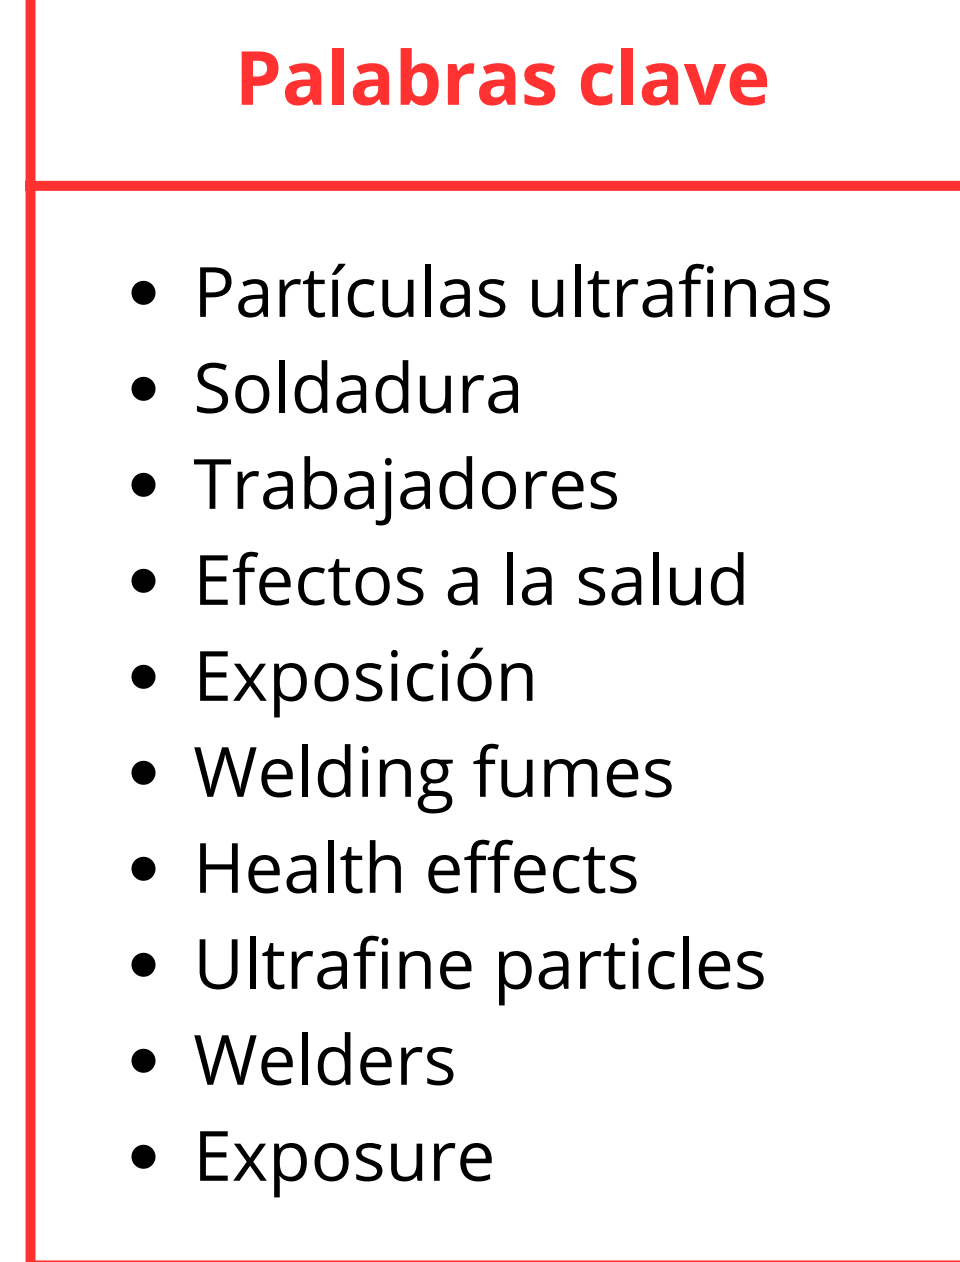 Palabras clave
• Partículas ultrafinas
• Soldadura
• Trabajadores
• Efectos a la salud
• Exposición
• Welding fumes
• Health effects
• Ultrafine particles
• Welders
• Exposure